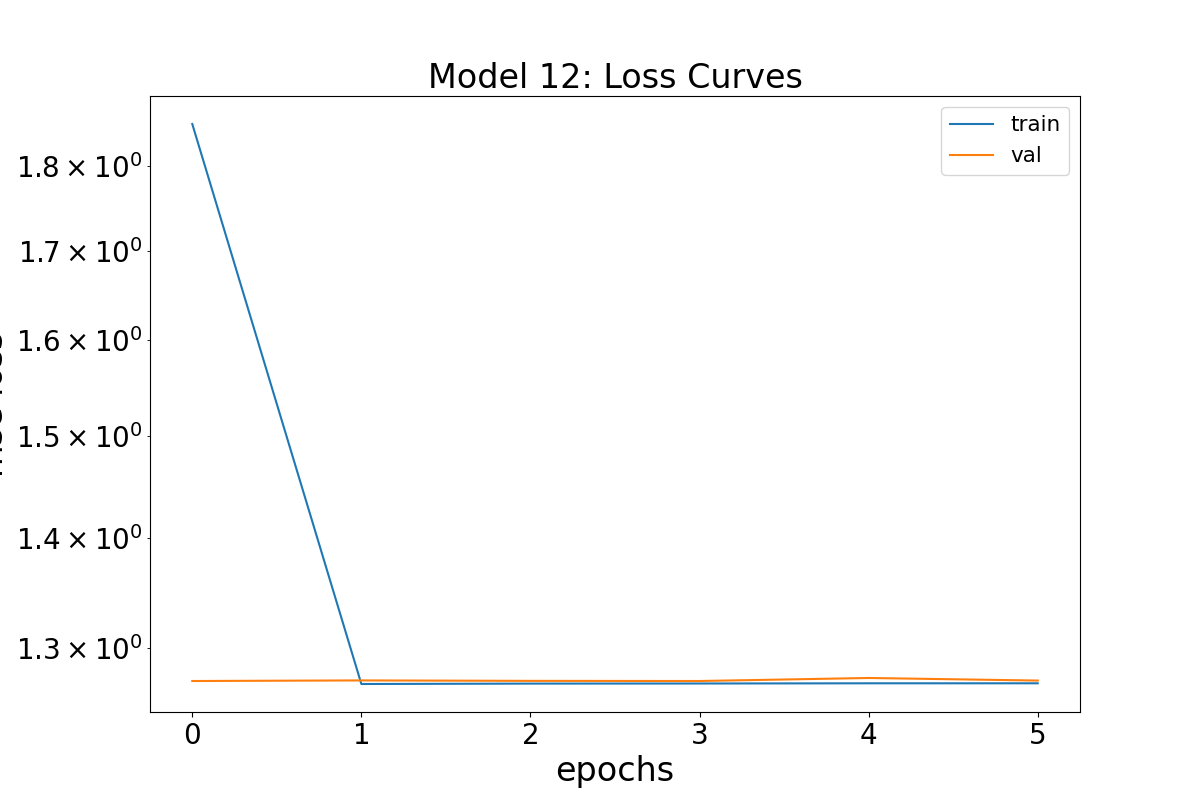 Model 12: Loss Curves
train
val
1.8 × 10⁰
1.7 × 10⁰
1.6 × 10⁰
1.5 × 10⁰
1.4 × 10⁰
1.3 × 10⁰
0 1 2 3 4 5
epochs